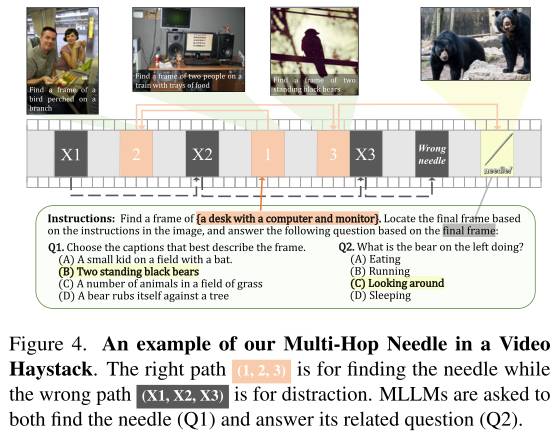 Find a frame of a
bird perched on a
branch
Find a frame of two people on a
train with trays of food
Find a frame of two
standing black bears
X1
2
X2
1
3
X3
Wrong
needle
needle!
Instructions: Find a frame of {a desk with a computer and monitor}. Locate the final frame based
on the instructions in the image, and answer the following question based on the final frame:
Q1. Choose the captions that best describe the frame.
(A) A small kid on a field with a bat.
(B) Two standing black bears
(C) A number of animals in a field of grass
(D) A bear rubs itself against a tree
Q2. What is the bear on the left doing?
(A) Eating
(B) Running
(C) Looking around
(D) Sleeping
Figure 4. An example of our Multi-Hop Needle in a Video
Haystack. The right path (1, 2, 3) is for finding the needle while
the wrong path (X1, X2, X3) is for distraction. MLLMs are asked to
both find the needle (Q1) and answer its related question (Q2).